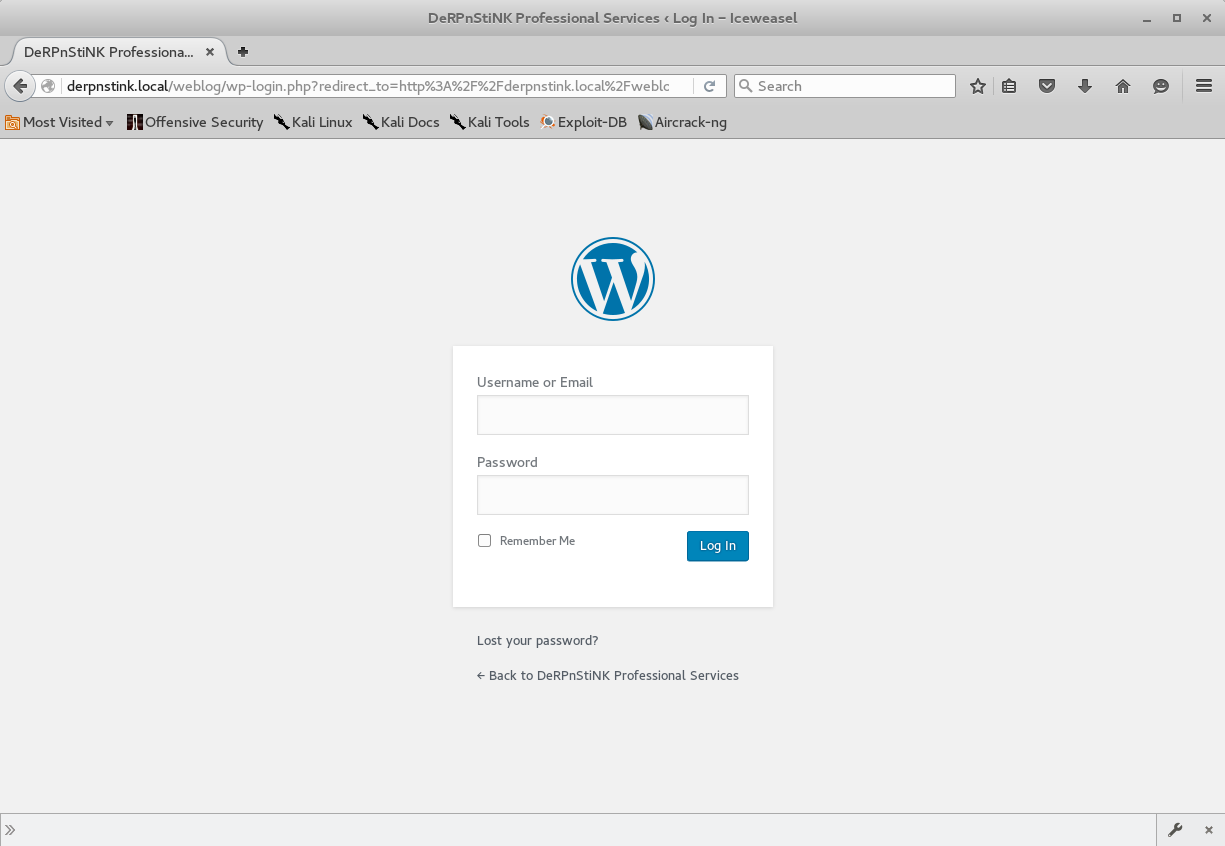 DeRPnStiNK Professional Services ‹ Log In – Iceweasel
DeRPnStiNK Professiona...
derpnstink.local/weblog/wp-login.php?redirect_to=http%3A%2F%2Fderpnstink.local%2Fweblc
Search
Most Visited
Offensive Security
Kali Linux
Kali Docs
Kali Tools
Exploit-DB
Aircrack-ng
Username or Email
Password
Remember Me
Log In
Lost your password?
← Back to DeRPnStiNK Professional Services